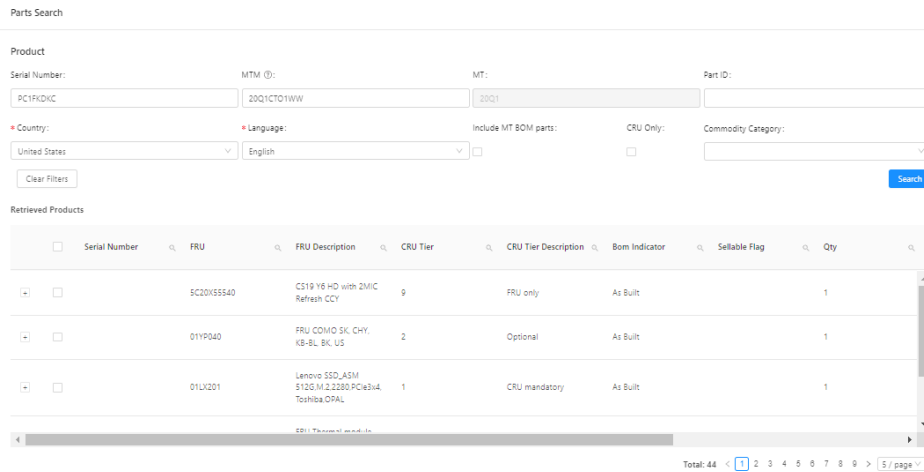 Parts Search
Product
Serial Number: MTM ?: MT: Part ID:
PC1FKDKC 20Q1CTO1WW 20Q1
* Country: * Language: Include MT BOM parts: CRU Only: Commodity Category:
United States English
Clear Filters Search
Retrieved Products
Serial Number FRU FRU Description CRU Tier CRU Tier Description Bom Indicator Sellable Flag Qty
+ 5C20X55540 CS19 Y6 HD with 2MIC 9 FRU only As Built 1
Refresh CCY
+ 01YP040 FRU COMO SK, CHY, 2 Optional As Built 1
KB-BL, BK, US
Lenovo SSD_ASM
+ 01LX201 512G,M.2,2280,PCIe3x4, 1 CRU mandatory As Built 1
Toshiba,OPAL
FRU Thermal module
Total: 44 < 1 2 3 4 5 6 7 8 9 > 5 / page